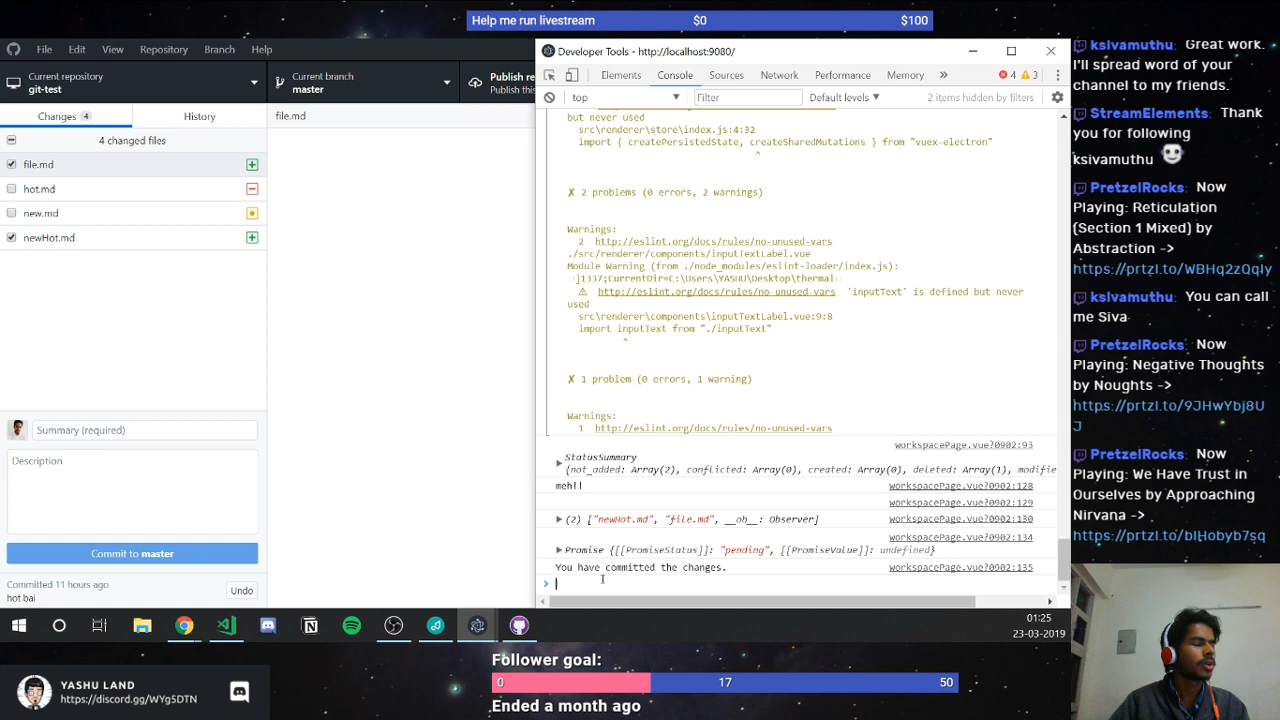 Help me run livestream $0 $100
File Edit View Repository Branch Help
Current repository
git-test
Current branch
master
Publish re
Publish this
Changes 4 History
file.md
4 changed files
file.md
hot.md
new.md
newHot.md
Summary (required)
Description
Commit to master
Committed 11 hours ago
hot bai
Undo
Developer Tools - http://localhost:9080/
Elements Console Sources Network Performance Memory » 4 3
top Filter Default levels ▼ 2 items hidden by filters
but never used
src\renderer\store\index.js:4:32
import { createPersistedState, createSharedMutations } from "vuex-electron"
^
✗ 2 problems (0 errors, 2 warnings)
Warnings:
2 http://eslint.org/docs/rules/no-unused-vars
./src/renderer/components/inputTextLabel.vue
Module Warning (from ./node_modules/eslint-loader/index.js):
]1337;CurrentDir=C:\Users\YASHU\Desktop\thermal
⚠ http://eslint.org/docs/rules/no-unused-vars 'inputText' is defined but never
used
src\renderer\components\inputTextLabel.vue:9:8
import inputText from "./inputText"
^
✗ 1 problem (0 errors, 1 warning)
Warnings:
1 http://eslint.org/docs/rules/no-unused-vars
workspacePage.vue?0902:93
StatusSummary
{not_added: Array(2), conflicted: Array(0), created: Array(0), deleted: Array(1), modifie
meh!! workspacePage.vue?0902:128
workspacePage.vue?0902:129
(2) ["newHot.md", "file.md", __ob__: Observer] workspacePage.vue?0902:130
workspacePage.vue?0902:134
Promise {[[PromiseStatus]]: "pending", [[PromiseValue]]: undefined}
You have committed the changes. workspacePage.vue?0902:135
01:25
23-03-2019
ksivamuthu: Great work.
I'll spread word of your
channel to my friends.
StreamElements: Thank
you for following
ksivamuthu
PretzelRocks: Now
Playing: Reticulation
(Section 1 Mixed) by
Abstraction ->
https://prtzl.to/WBHq2zQqly
ksivamuthu: You can call
me Siva
PretzelRocks: Now
Playing: Negative Thoughts
by Noughts ->
https://prtzl.to/9JHwYbj8U
J
PretzelRocks: Now
Playing: We Have Trust in
Ourselves by Approaching
Nirvana ->
https://prtzl.to/blHobyb7sq
YASHU LAND
https://discord.gg/WYg5DTN
Follower goal:
0 17 50
Ended a month ago